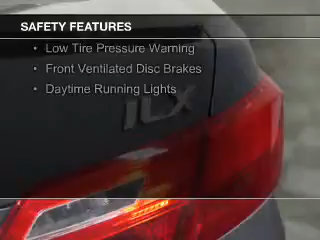 SAFETY FEATURES
• Low Tire Pressure Warning
• Front Ventilated Disc Brakes
• Daytime Running Lights
ILX